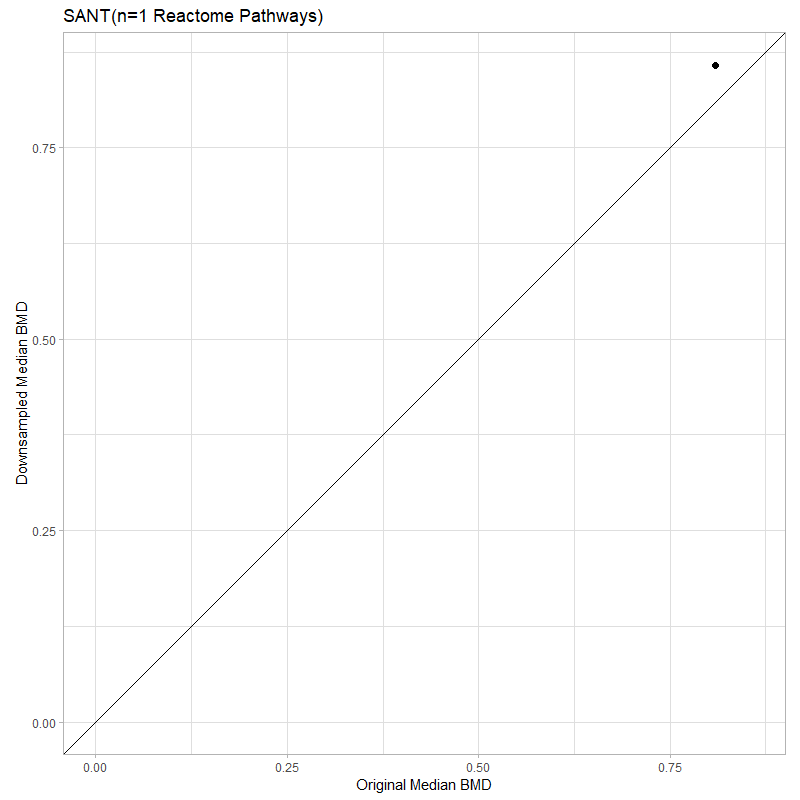 SANT(n=1 Reactome Pathways)
Downsampled Median BMD
0.75
0.50
0.25
0.00
0.00 0.25 0.50 0.75
Original Median BMD